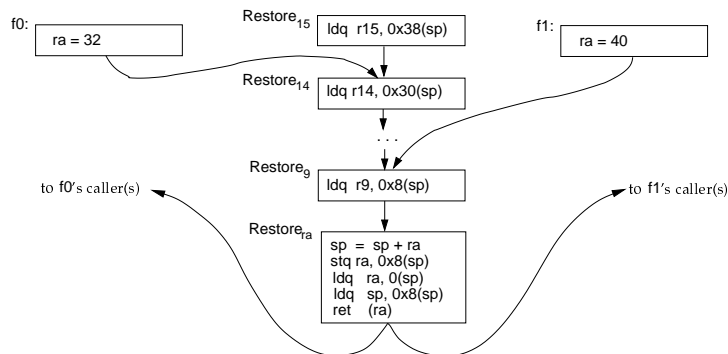 f0:
ra = 32
Restore15
ldq r15, 0x38(sp)
f1:
ra = 40
Restore14
ldq r14, 0x30(sp)
. . .
Restore9
ldq r9, 0x8(sp)
to f0's caller(s)
to f1's caller(s)
Restorera
sp = sp + ra
stq ra, 0x8(sp)
ldq ra, 0(sp)
ldq sp, 0x8(sp)
ret (ra)